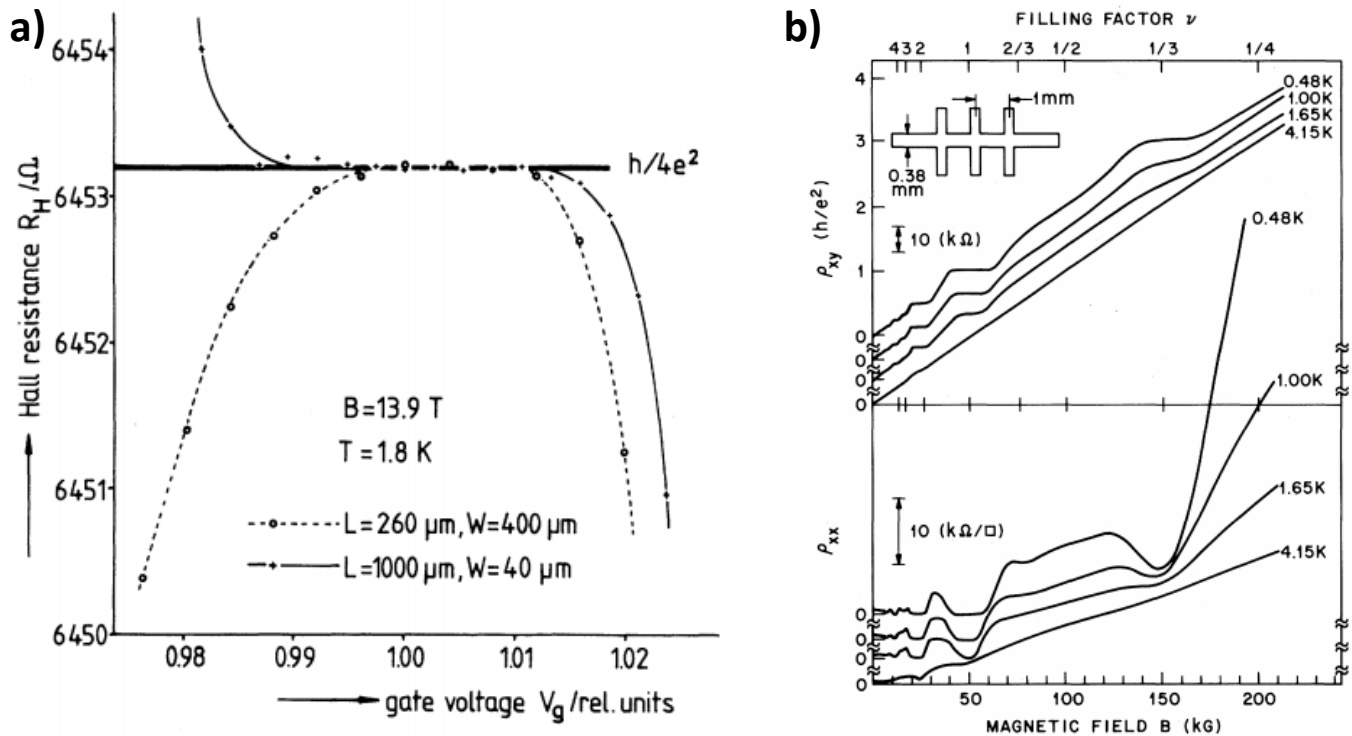 a)
6454
6453
6452
6451
6450
Hall resistance R_H/Ω
h/4e²
B=13.9 T
T=1.8 K
L=260 μm, W=400 μm
L=1000 μm, W=40 μm
0.98 0.99 1.00 1.01 1.02
gate voltage V_g/rel. units
b)
FILLING FACTOR ν
4 3 2 1 2/3 1/2 1/3 1/4
4
3
2
1
0
0
0
0
ρ_xy (h/e²)
1mm
0.38
mm
10 (kΩ)
0.48K
1.00K
1.65K
4.15K
0.48K
1.00K
1.65K
4.15K
ρ_xx
10 (kΩ/□)
0
0
0
0
0 50 100 150 200
MAGNETIC FIELD B (kG)